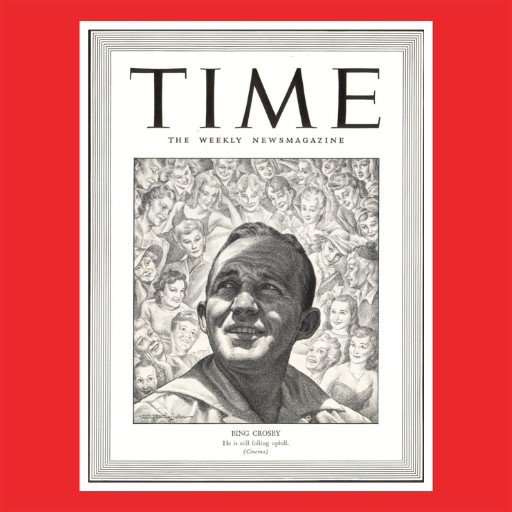 TIME
THE WEEKLY NEWSMAGAZINE
BING CROSBY
He is still falling uphill.
(Cinema)